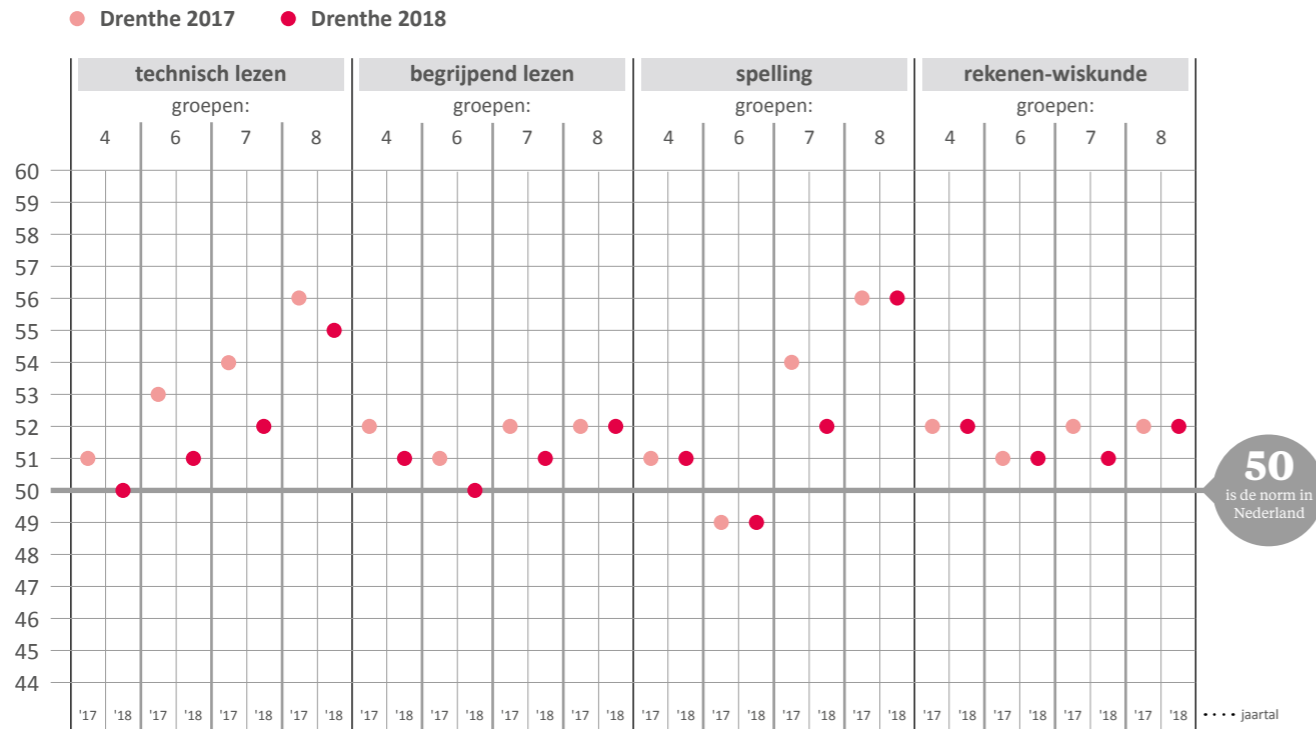 Drenthe 2017 Drenthe 2018
technisch lezen begrijpend lezen spelling rekenen-wiskunde
groepen: groepen: groepen: groepen:
4 6 7 8 4 6 7 8 4 6 7 8 4 6 7 8
60
59
58
57
56
55
54
53
52
51
50
49
48
47
46
45
44
50
is de norm in
Nederland
'17 '18 '17 '18 '17 '18 '17 '18 '17 '18 '17 '18 '17 '18 '17 '18 '17 '18 '17 '18 '17 '18 '17 '18 '17 '18 '17 '18 '17 '18 '17 '18 jaartal